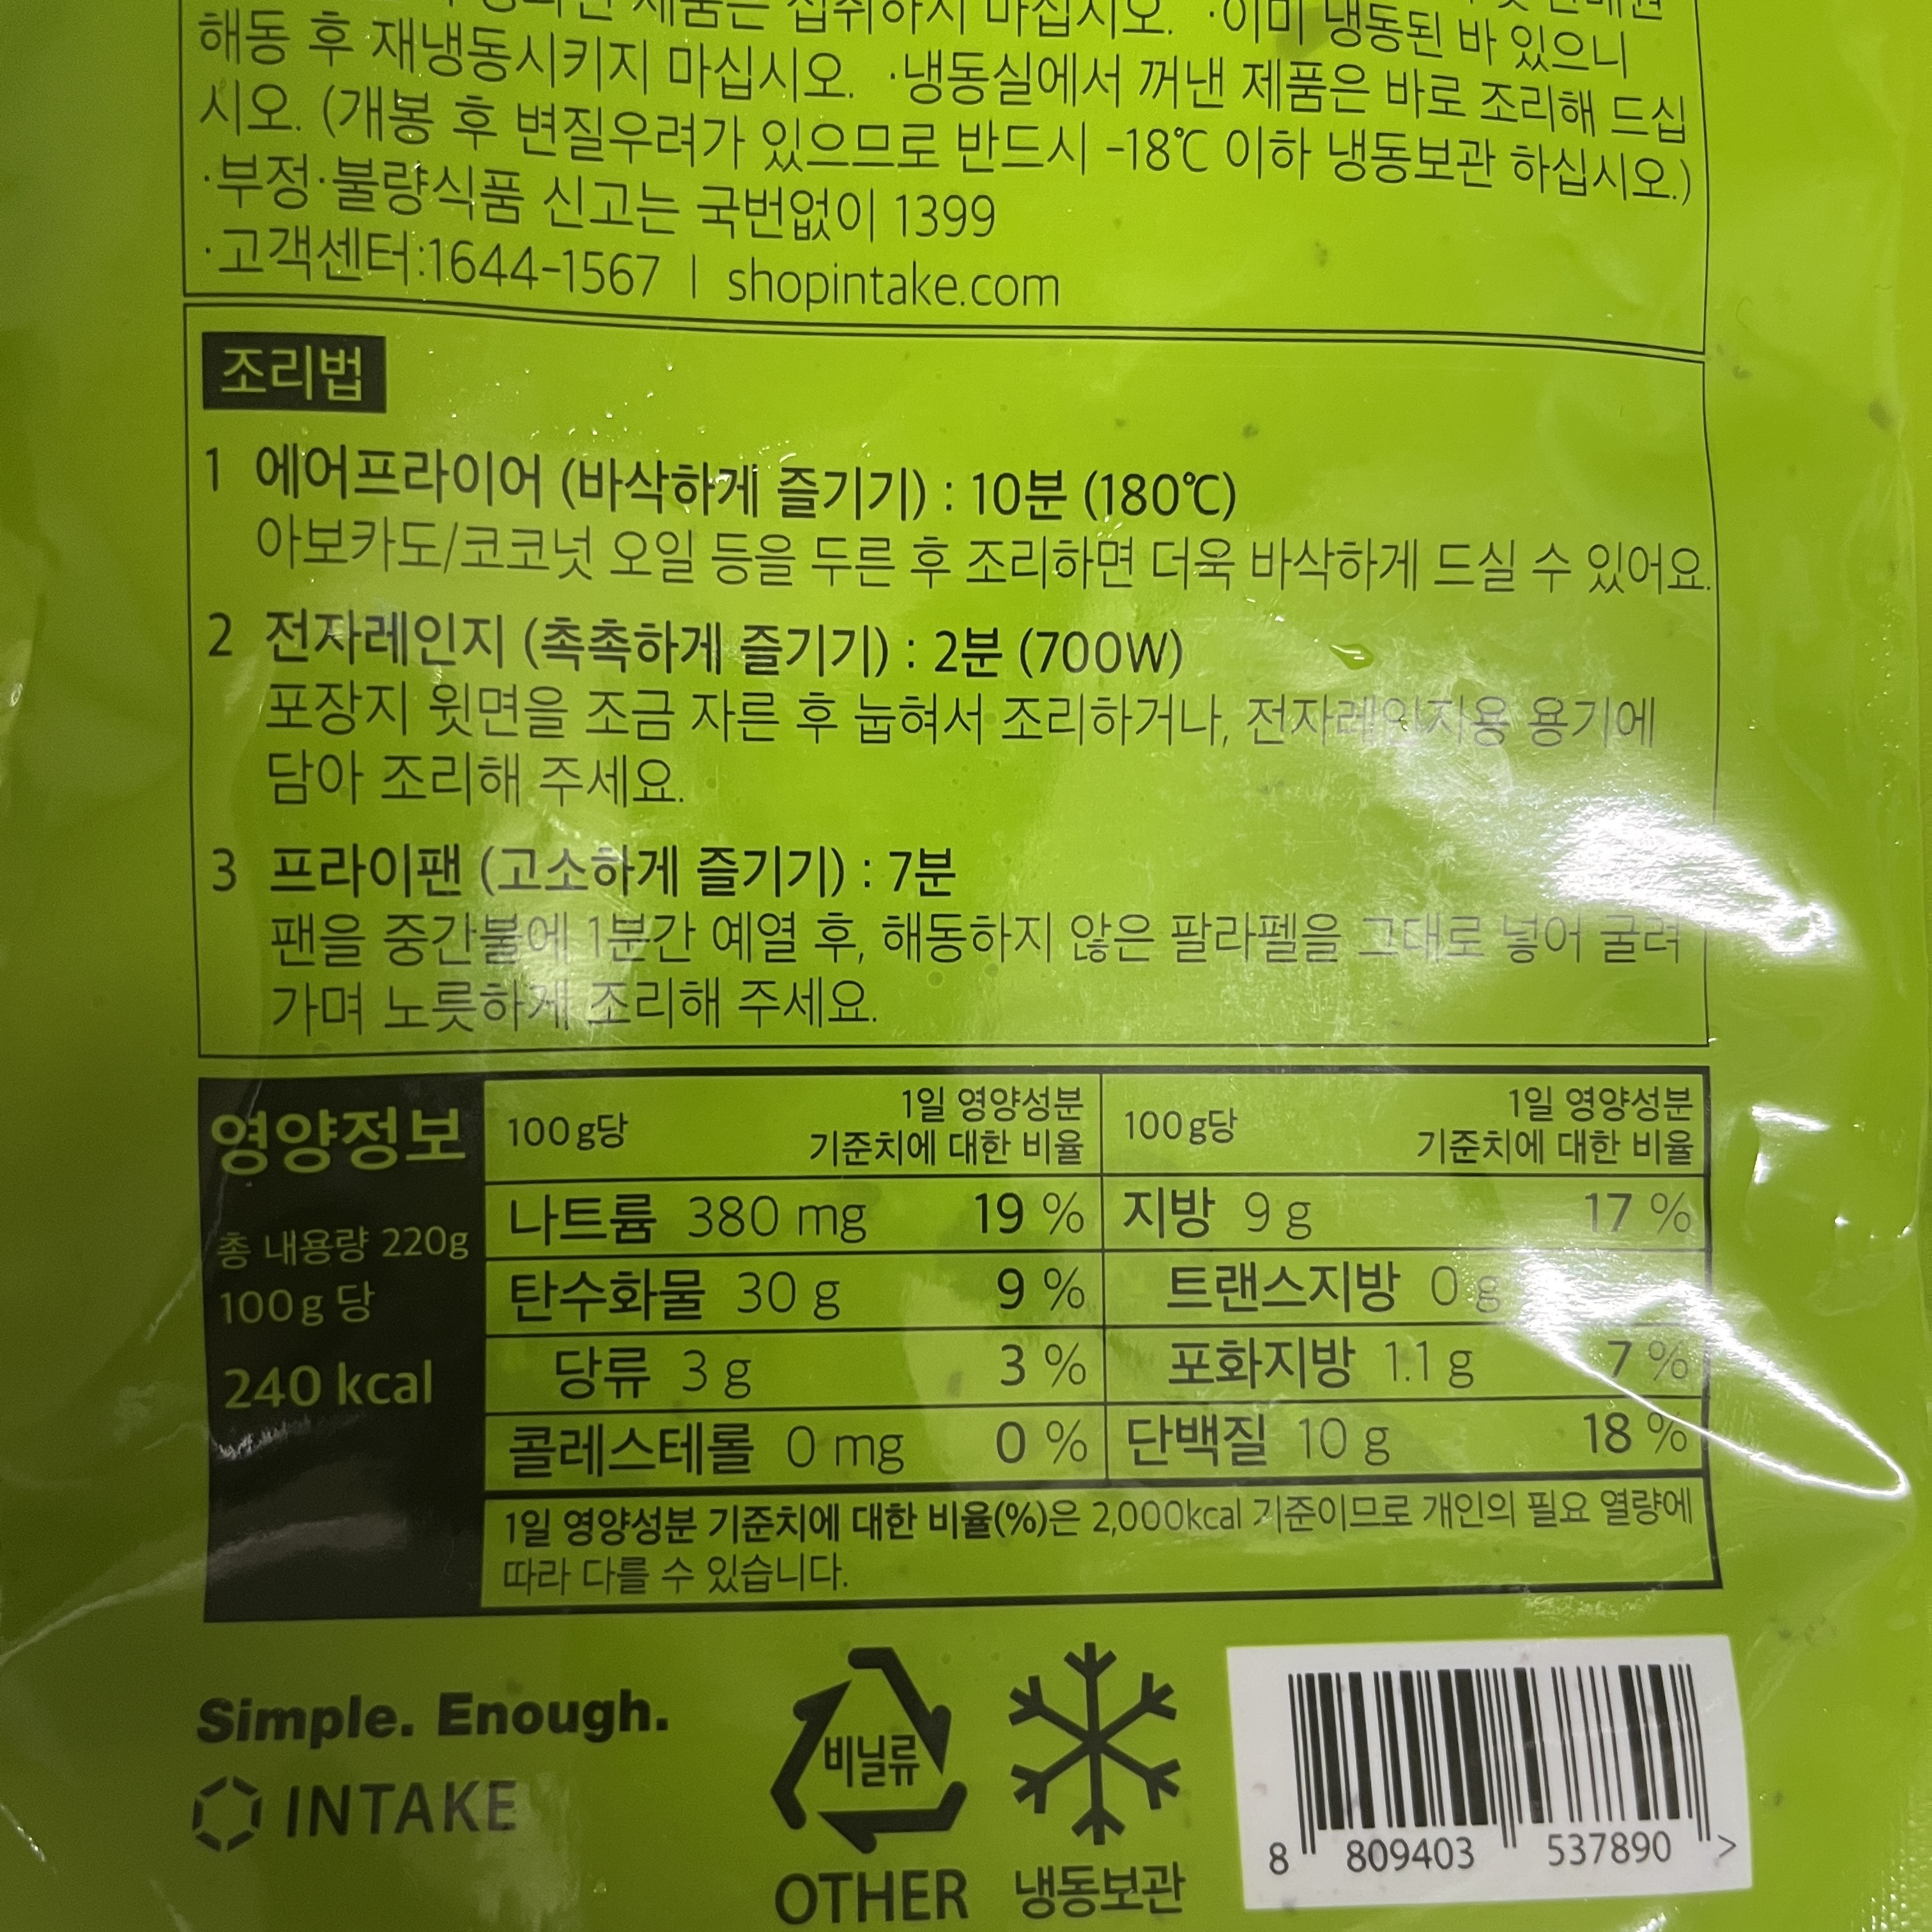 제품은 섭취하지 마십시오. ·이미 냉동된 바 있으니
해동 후 재냉동시키지 마십시오. ·냉동실에서 꺼낸 제품은 바로 조리해 드십
시오. (개봉 후 변질우려가 있으므로 반드시 -18℃ 이하 냉동보관 하십시오.)
·부정·불량식품 신고는 국번없이 1399
·고객센터:1644-1567 | shopintake.com
조리법
1 에어프라이어 (바삭하게 즐기기) : 10분 (180℃)
아보카도/코코넛 오일 등을 두른 후 조리하면 더욱 바삭하게 드실 수 있어요.
2 전자레인지 (촉촉하게 즐기기) : 2분 (700W)
포장지 윗면을 조금 자른 후 눕혀서 조리하거나, 전자레인지용 용기에
담아 조리해 주세요.
3 프라이팬 (고소하게 즐기기) : 7분
팬을 중간불에 1분간 예열 후, 해동하지 않은 팔라펠을 그대로 넣어 굴려
가며 노릇하게 조리해 주세요.
영양정보
총 내용량 220g
100g 당
240 kcal
100g당 1일 영양성분 기준치에 대한 비율 100g당 1일 영양성분 기준치에 대한 비율
나트륨 380 mg 19 % 지방 9 g 17 %
탄수화물 30 g 9 % 트랜스지방 0 g
당류 3 g 3 % 포화지방 1.1 g 7 %
콜레스테롤 0 mg 0 % 단백질 10 g 18 %
1일 영양성분 기준치에 대한 비율(%)은 2,000kcal 기준이므로 개인의 필요 열량에
따라 다를 수 있습니다.
Simple. Enough.
INTAKE
비닐류
OTHER
냉동보관
8 809403 537890 >